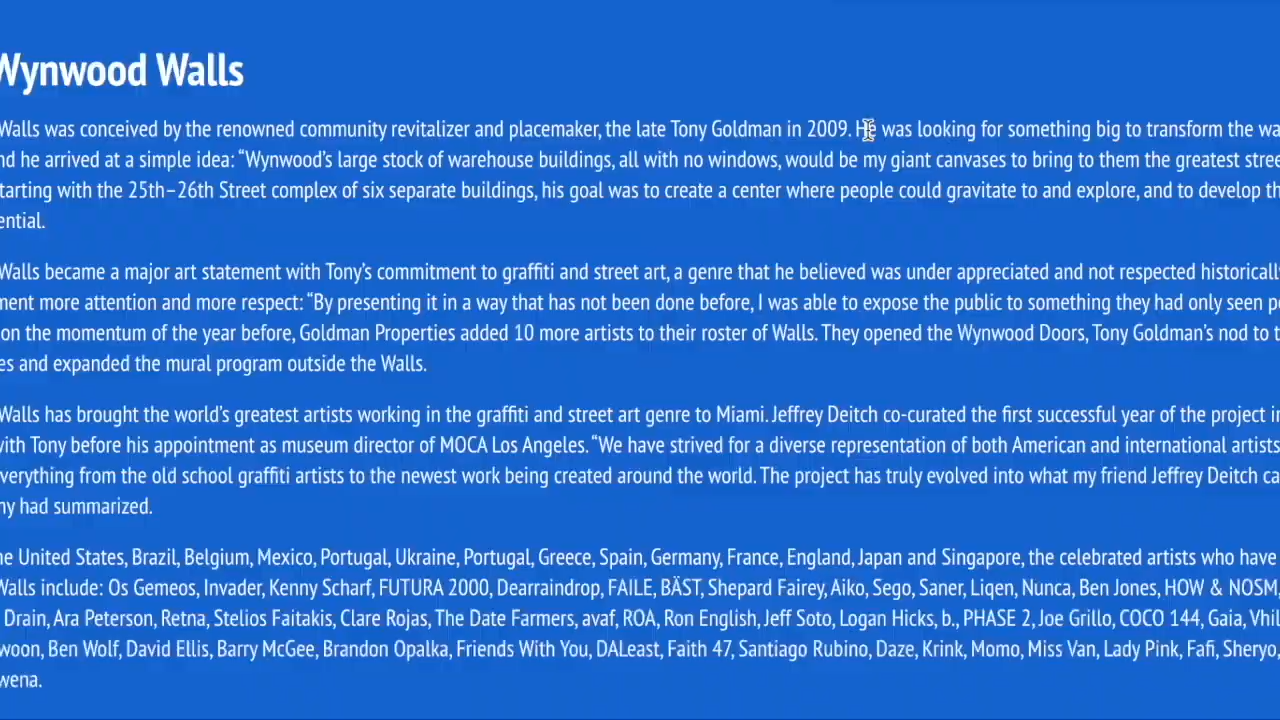 Wynwood Walls
Walls was conceived by the renowned community revitalizer and placemaker, the late Tony Goldman in 2009. He was looking for something big to transform the
and he arrived at a simple idea: “Wynwood’s large stock of warehouse buildings, all with no windows, would be my giant canvases to bring to them the greatest
starting with the 25th–26th Street complex of six separate buildings, his goal was to create a center where people could gravitate to and explore, and to develop
Walls became a major art statement with Tony’s commitment to graffiti and street art, a genre that he believed was under appreciated and not respected
more attention and more respect: “By presenting it in a way that has not been done before, I was able to expose the public to something they had only seen
on the momentum of the year before, Goldman Properties added 10 more artists to their roster of Walls. They opened the Wynwood Doors, Tony Goldman’s nod to
and expanded the mural program outside the Walls.
Walls has brought the world’s greatest artists working in the graffiti and street art genre to Miami. Jeffrey Deitch co-curated the first successful year of the project
with Tony before his appointment as museum director of MOCA Los Angeles. “We have strived for a diverse representation of both American and international artists
everything from the old school graffiti artists to the newest work being created around the world. The project has truly evolved into what my friend Jeffrey Deitch
had summarized.
the United States, Brazil, Belgium, Mexico, Portugal, Ukraine, Portugal, Greece, Spain, Germany, France, England, Japan and Singapore, the celebrated artists who have
Walls include: Os Gemeos, Invader, Kenny Scharf, FUTURA 2000, Dearraindrop, FAILE, BÄST, Shepard Fairey, Aiko, Sego, Saner, Liqen, Nunca, Ben Jones, HOW & NOSM,
Drain, Ara Peterson, Retna, Stelios Faitakis, Clare Rojas, The Date Farmers, avaf, ROA, Ron English, Jeff Soto, Logan Hicks, b., PHASE 2, Joe Grillo, COCO 144, Gaia,
Ben Wolf, David Ellis, Barry McGee, Brandon Opalka, Friends With You, DALeast, Faith 47, Santiago Rubino, Daze, Krink, Momo, Miss Van, Lady Pink, Fafi, Sheryo,